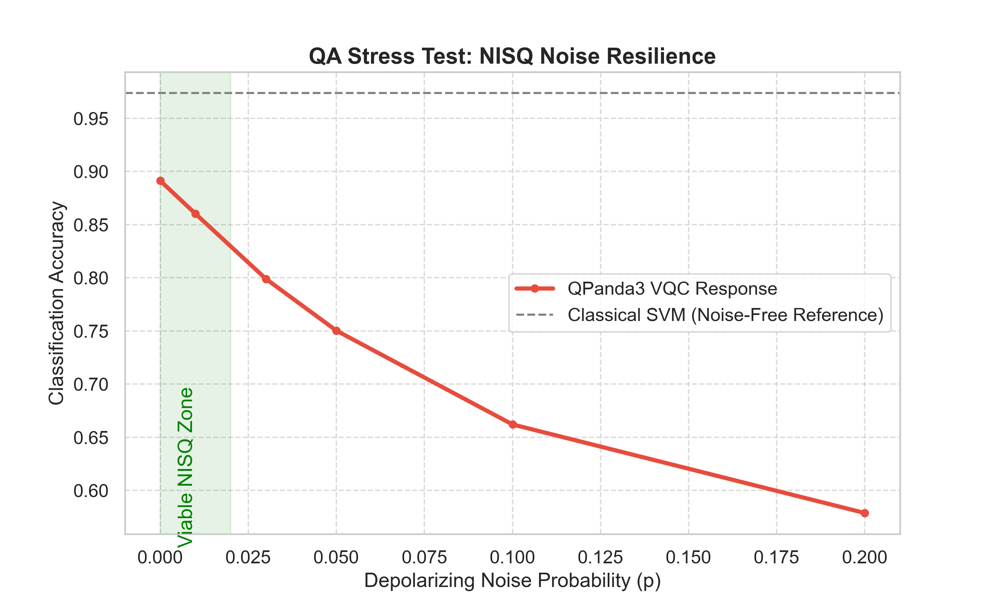 QA Stress Test: NISQ Noise Resilience
Classification Accuracy
0.95
0.90
0.85
0.80
0.75
0.70
0.65
0.60
Viable NISQ Zone
QPanda3 VQC Response
Classical SVM (Noise-Free Reference)
0.000
0.025
0.050
0.075
0.100
0.125
0.150
0.175
0.200
Depolarizing Noise Probability (p)